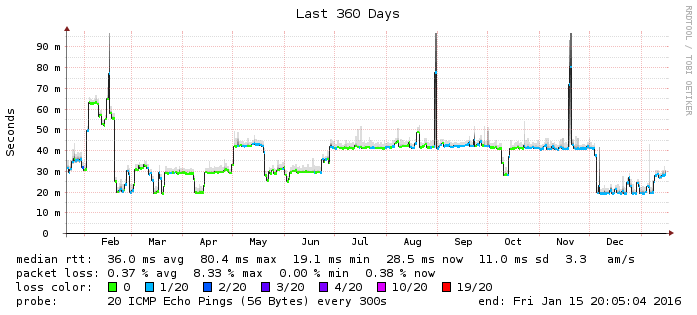 Last 360 Days
RRDTOOL / TOBI OETIKER
Seconds
90 m
80 m
70 m
60 m
50 m
40 m
30 m
20 m
10 m
0
Feb Mar Apr May Jun Jul Aug Sep Oct Nov Dec
median rtt: 36.0 ms avg 80.4 ms max 19.1 ms min 28.5 ms now 11.0 ms sd 3.3 am/s
packet loss: 0.37 % avg 8.33 % max 0.00 % min 0.38 % now
loss color: 0 1/20 2/20 3/20 4/20 10/20 19/20
probe: 20 ICMP Echo Pings (56 Bytes) every 300s end: Fri Jan 15 20:05:04 2016